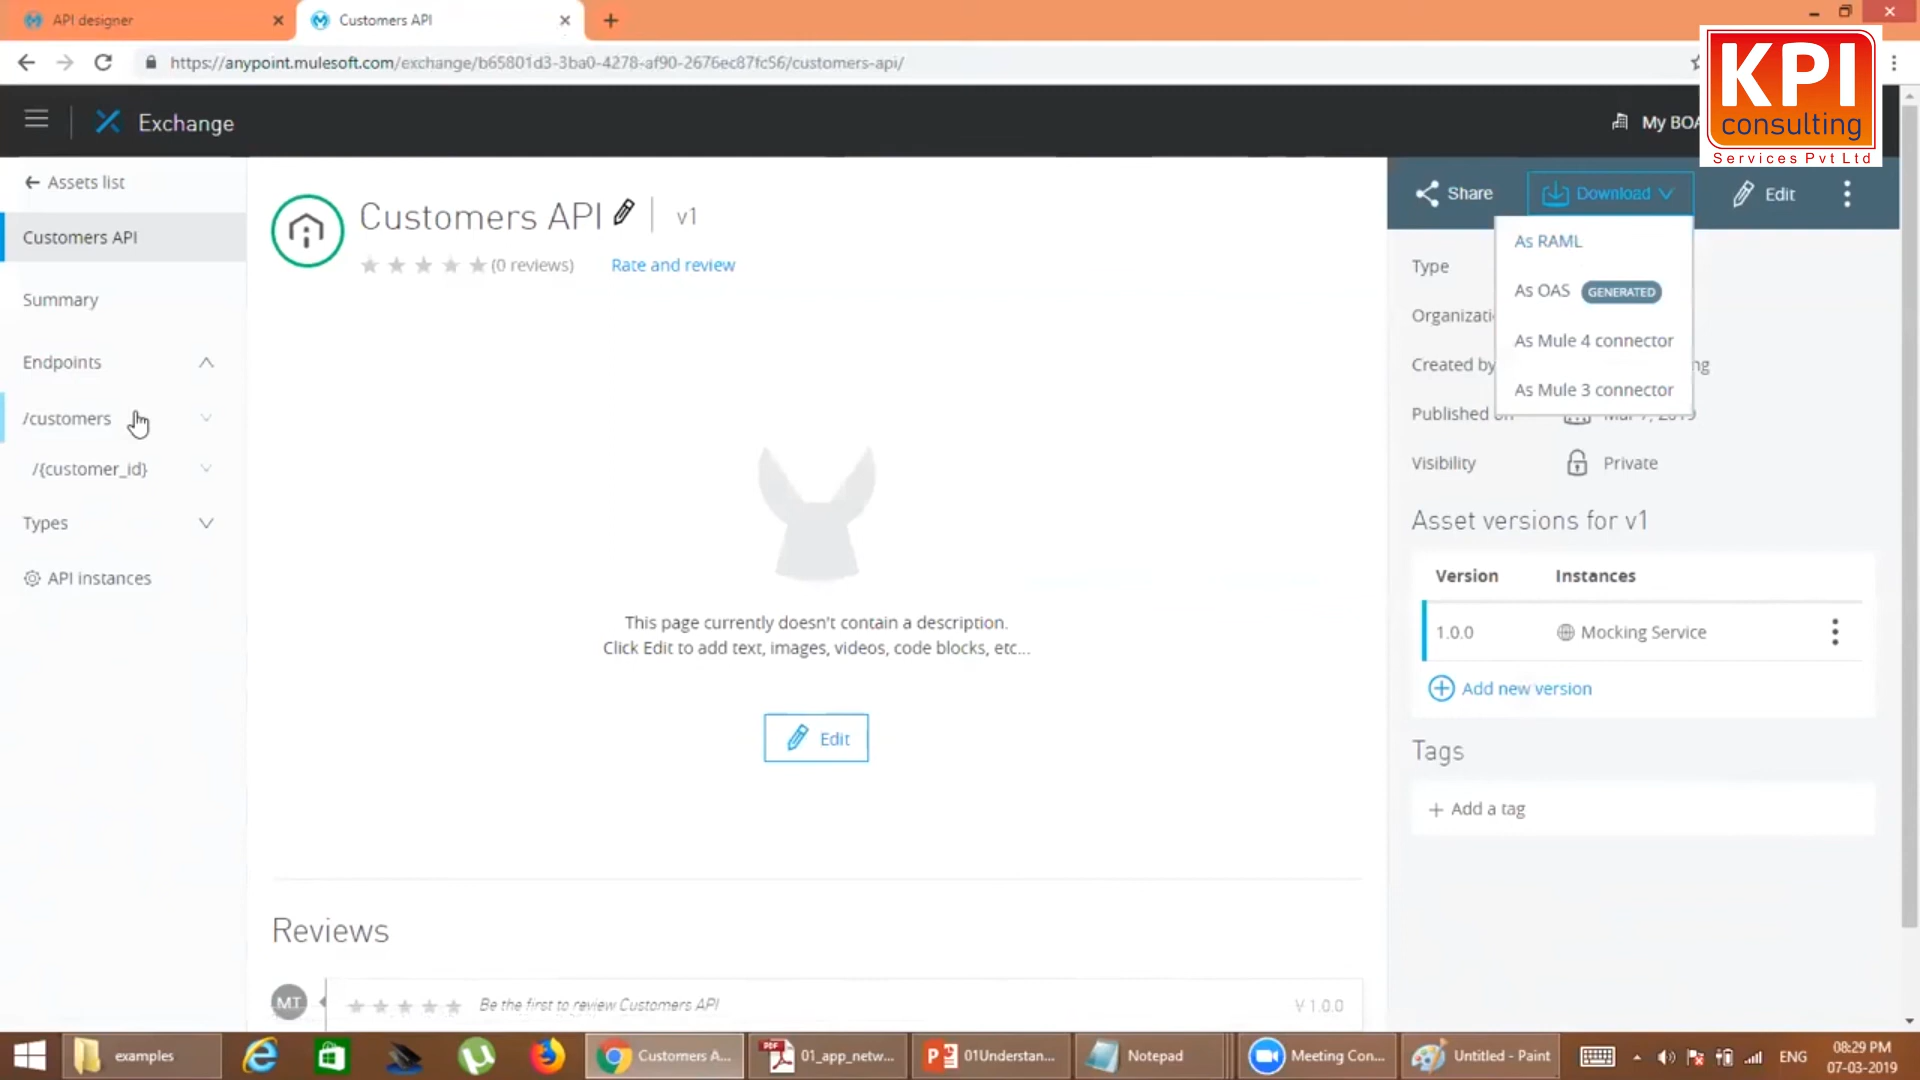 API designer
Customers API
https://anypoint.mulesoft.com/exchange/b65801d3-3ba0-4278-af90-2676ec87fc56/customers-api/
KPI
consulting
Services Pvt Ltd
Exchange
My BOA
Assets list
Customers API
Summary
Endpoints
/customers
/{customer_id}
Types
API instances
Customers API v1
(0 reviews) Rate and review
This page currently doesn't contain a description.
Click Edit to add text, images, videos, code blocks, etc...
Edit
Reviews
MT
Be the first to review Customers API
V 1.0.0
Share
Download
Edit
As RAML
As OAS GENERATED
As Mule 4 connector
As Mule 3 connector
Type
Organizati
Created by
ng
Published on
Mar 7, 2019
Visibility
Private
Asset versions for v1
Version Instances
1.0.0 Mocking Service
Add new version
Tags
+ Add a tag
examples
Customers A...
PDF
01_app_netw...
01Understan...
Notepad
Meeting Con...
Untitled - Paint
ENG
08:29 PM
07-03-2019